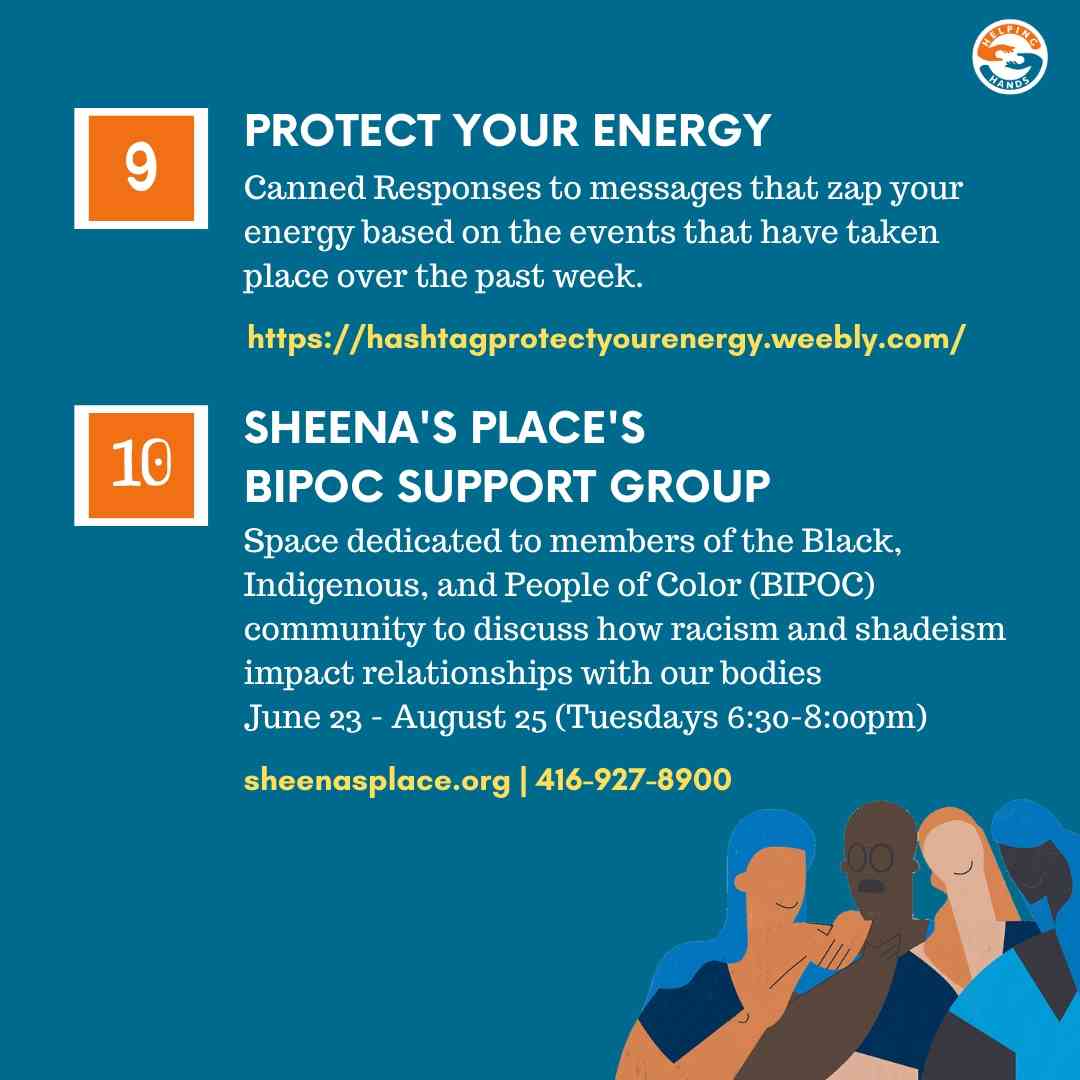 HELPING
HANDS
9
PROTECT YOUR ENERGY
Canned Responses to messages that zap your
energy based on the events that have taken
place over the past week.
https://hashtagprotectyourenergy.weebly.com/
10
SHEENA'S PLACE'S
BIPOC SUPPORT GROUP
Space dedicated to members of the Black,
Indigenous, and People of Color (BIPOC)
community to discuss how racism and shadeism
impact relationships with our bodies
June 23 - August 25 (Tuesdays 6:30-8:00pm)
sheenasplace.org | 416-927-8900